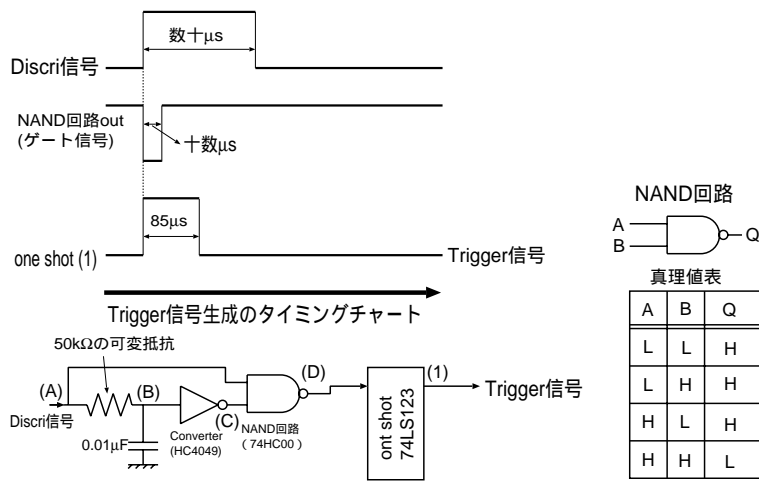 数十μs
Discri信号
NAND回路out
(ゲート信号)
十数μs
85μs
one shot (1)
Trigger信号
Trigger信号生成のタイミングチャート
50kΩの可変抵抗
(A)
(B)
(C)
(D)
(1)
Discri信号
0.01μF
Converter
(HC4049)
NAND回路
(74HC00)
ont shot
74LS123
Trigger信号
NAND回路
A
B
Q
真理値表
A B Q
L L H
L H H
H L H
H H L